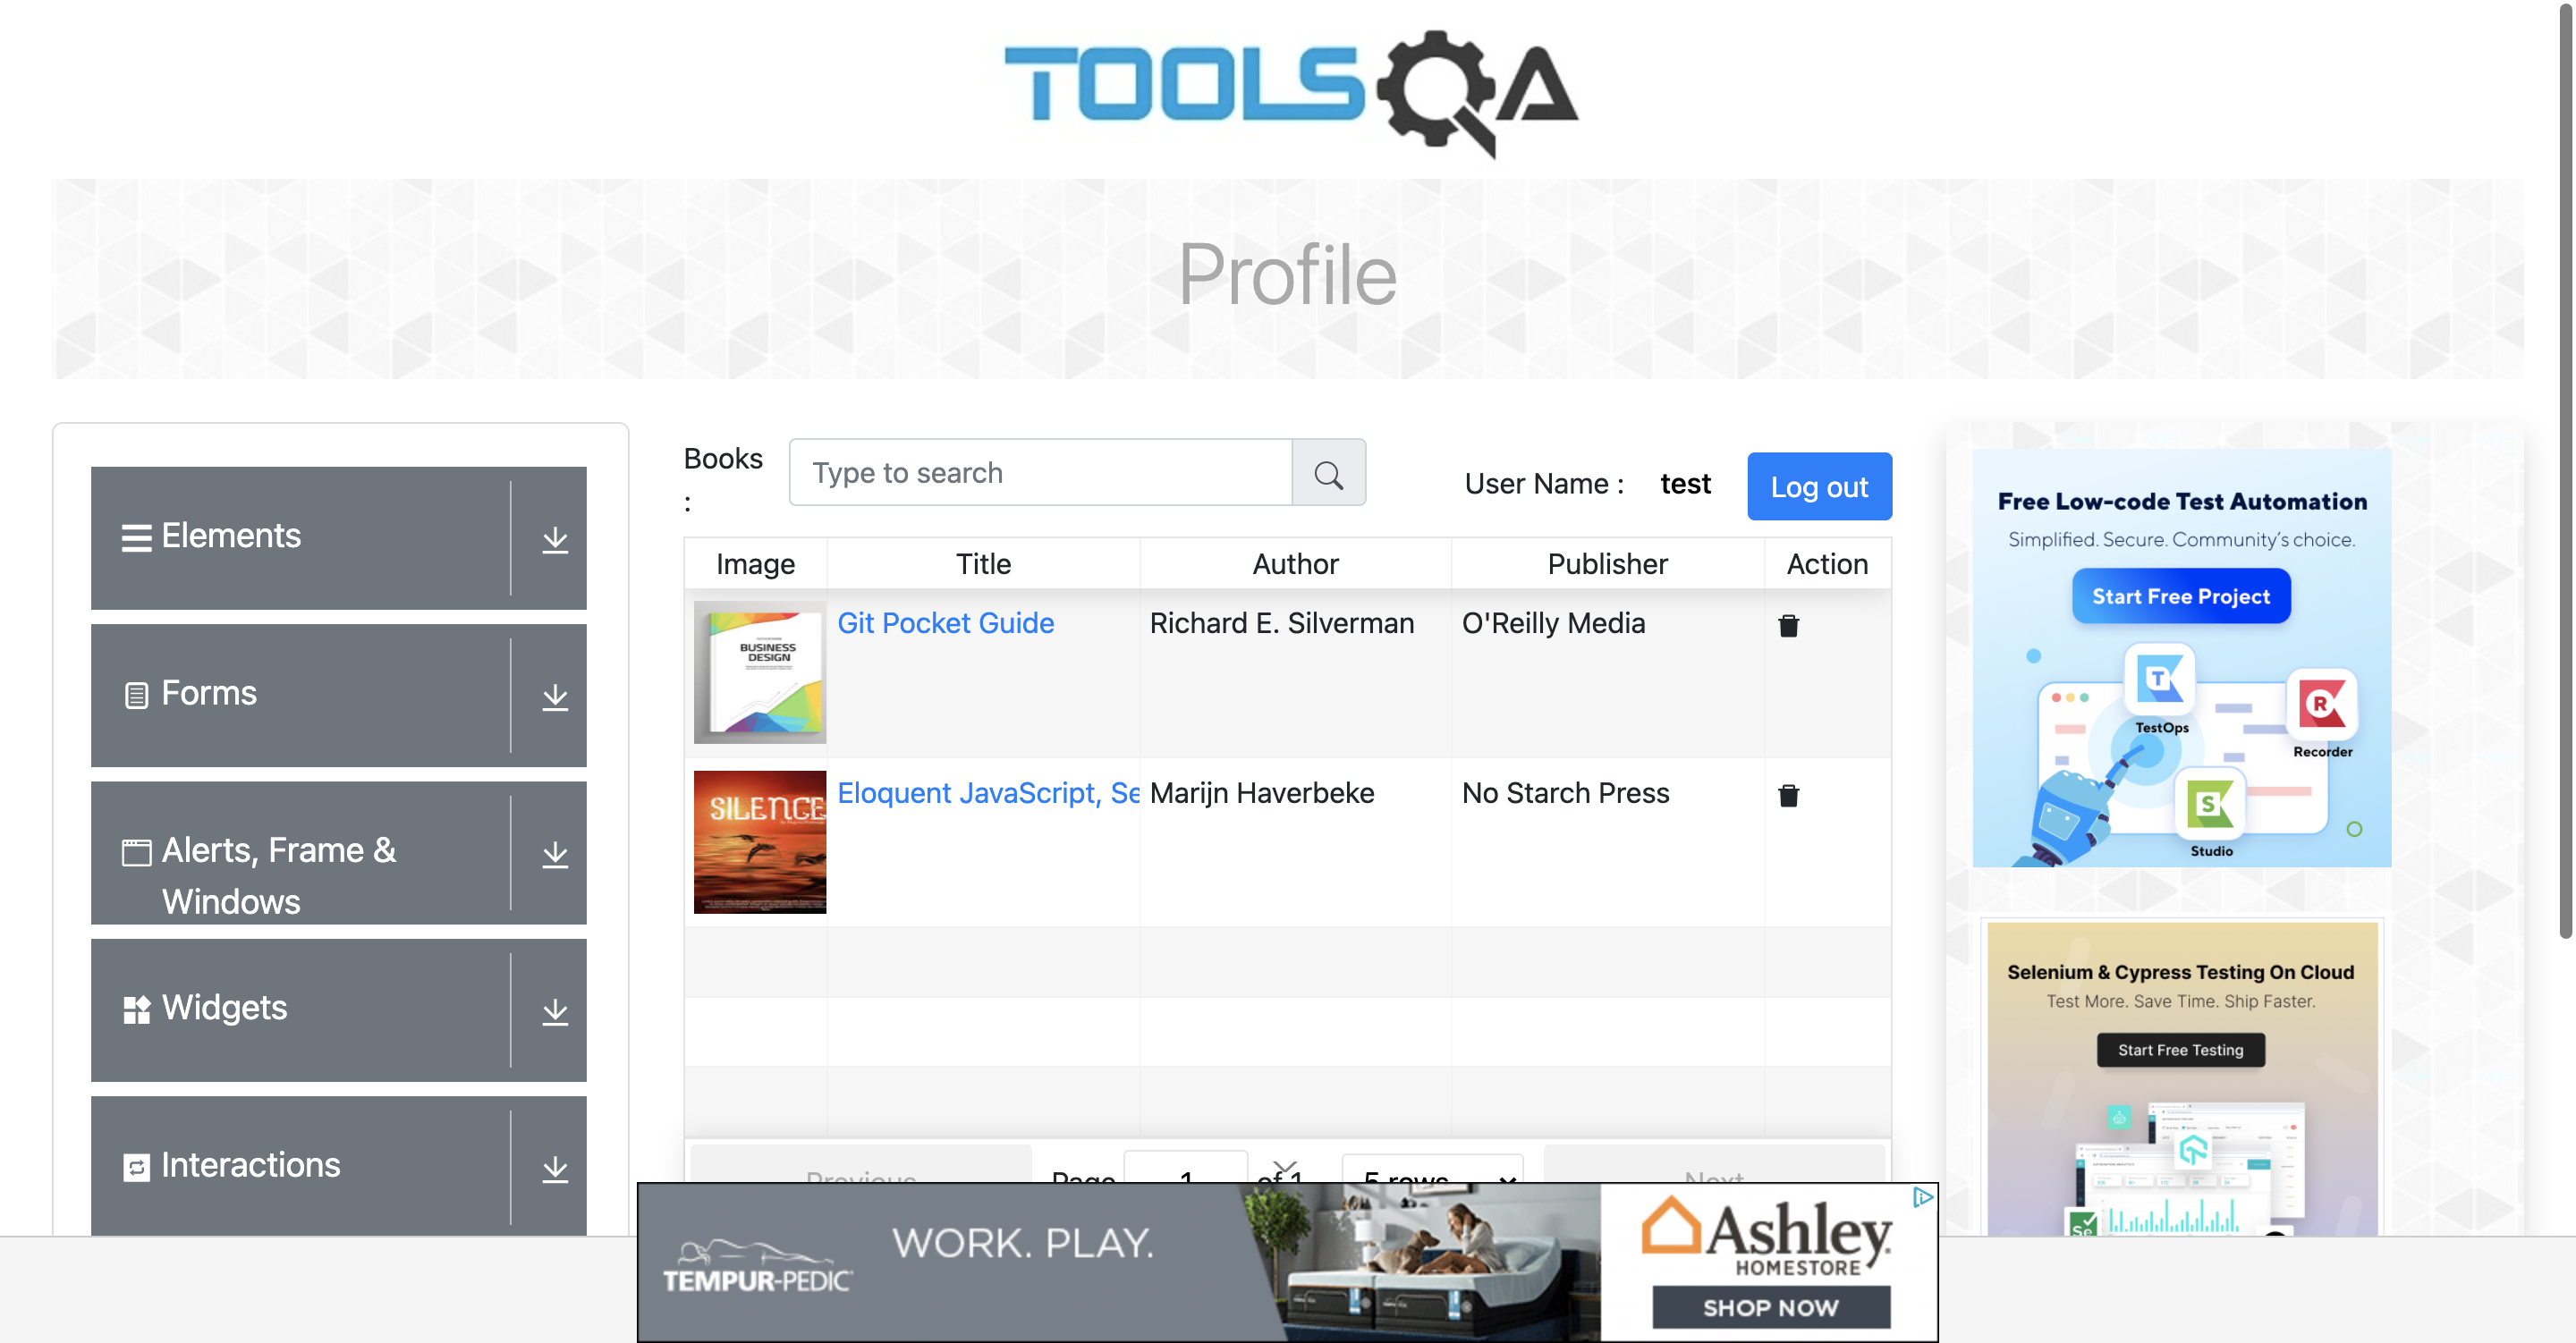 TOOLSQA
Profile
Elements
Forms
Alerts, Frame &
Windows
Widgets
Interactions
Books
:
Type to search
User Name : test Log out
Image Title Author Publisher Action
BUSINESS
DESIGN
Git Pocket Guide Richard E. Silverman O'Reilly Media
SILENCE
Eloquent JavaScript, Se Marijn Haverbeke No Starch Press
Previous Page 1 of 1 5 rows Next
Free Low-code Test Automation
Simplified. Secure. Community's choice.
Start Free Project
T
TestOps
R
Recorder
S
Studio
Selenium & Cypress Testing On Cloud
Test More. Save Time. Ship Faster.
Start Free Testing
Se
TEMPUR-PEDIC
WORK. PLAY.
Ashley
HOMESTORE
SHOP NOW